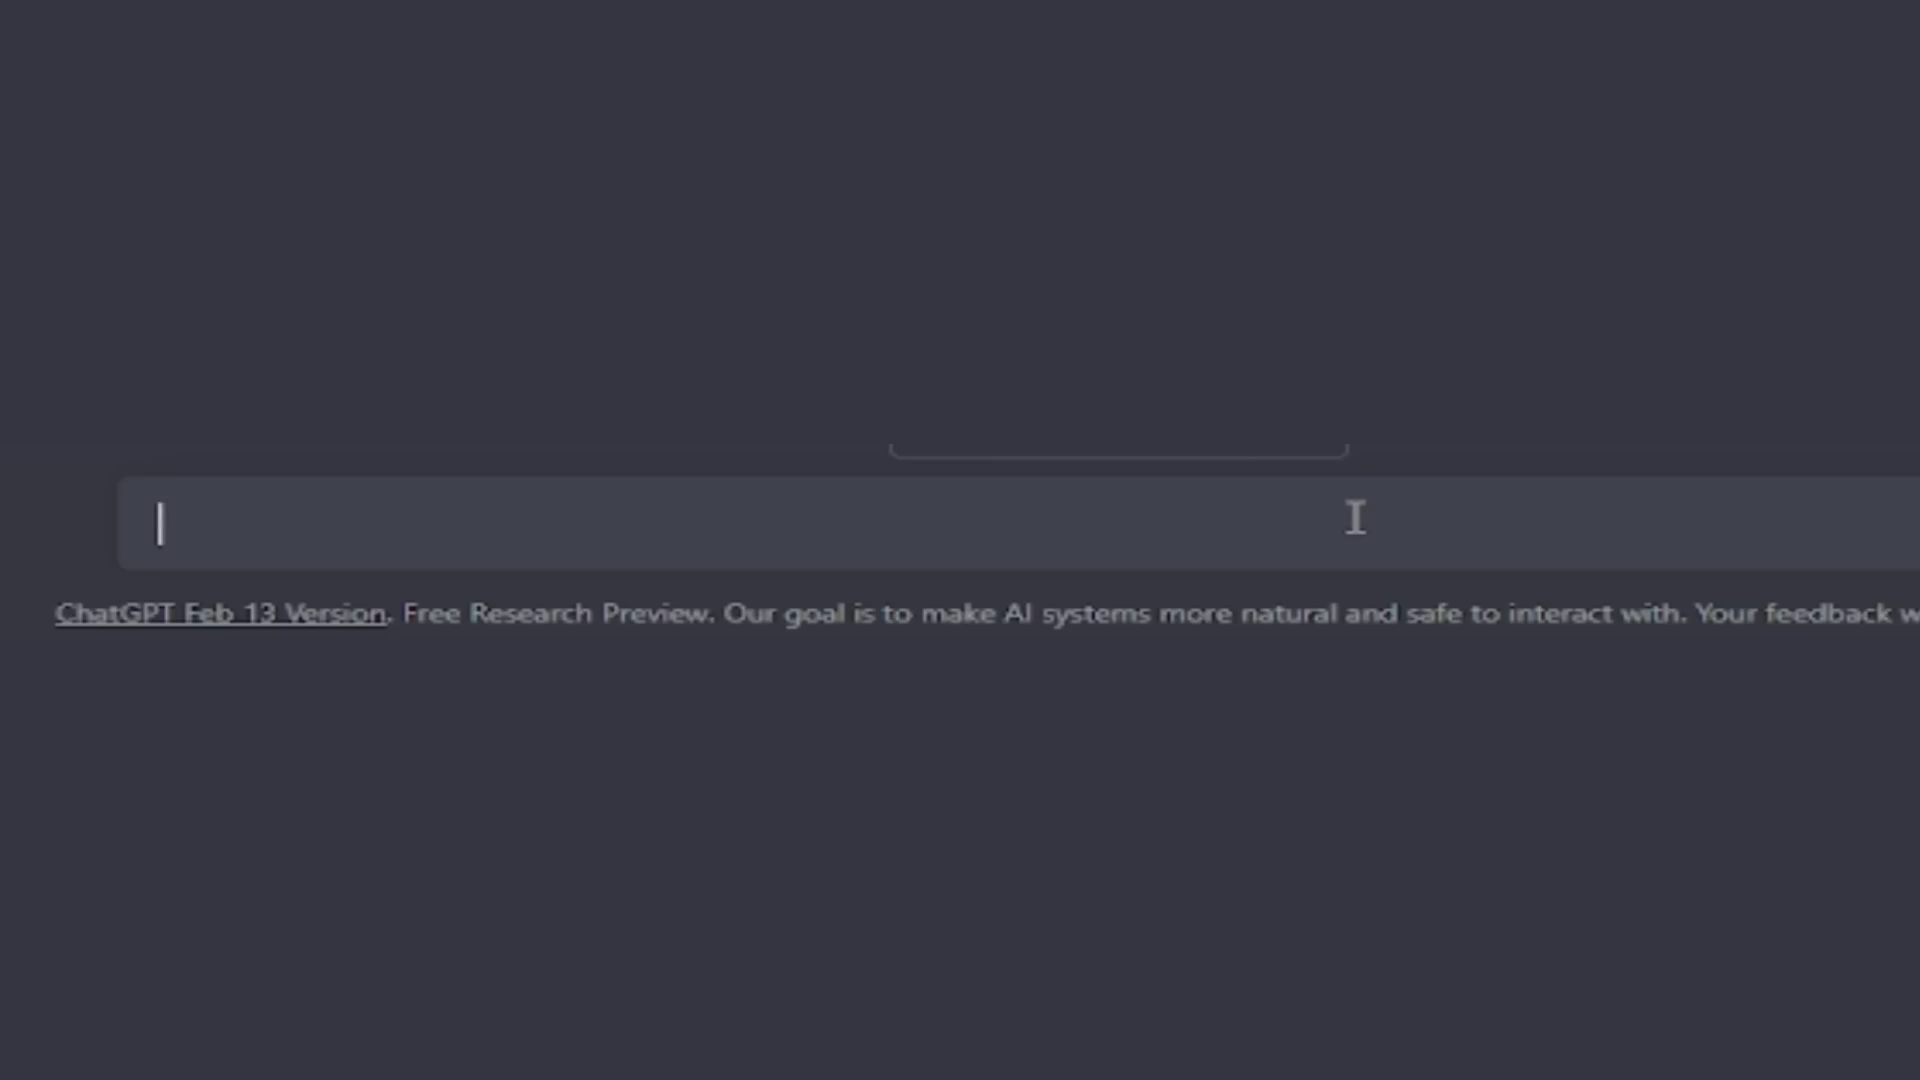 ChatGPT Feb 13 Version. Free Research Preview. Our goal is to make AI systems more natural and safe to interact with. Your feedback